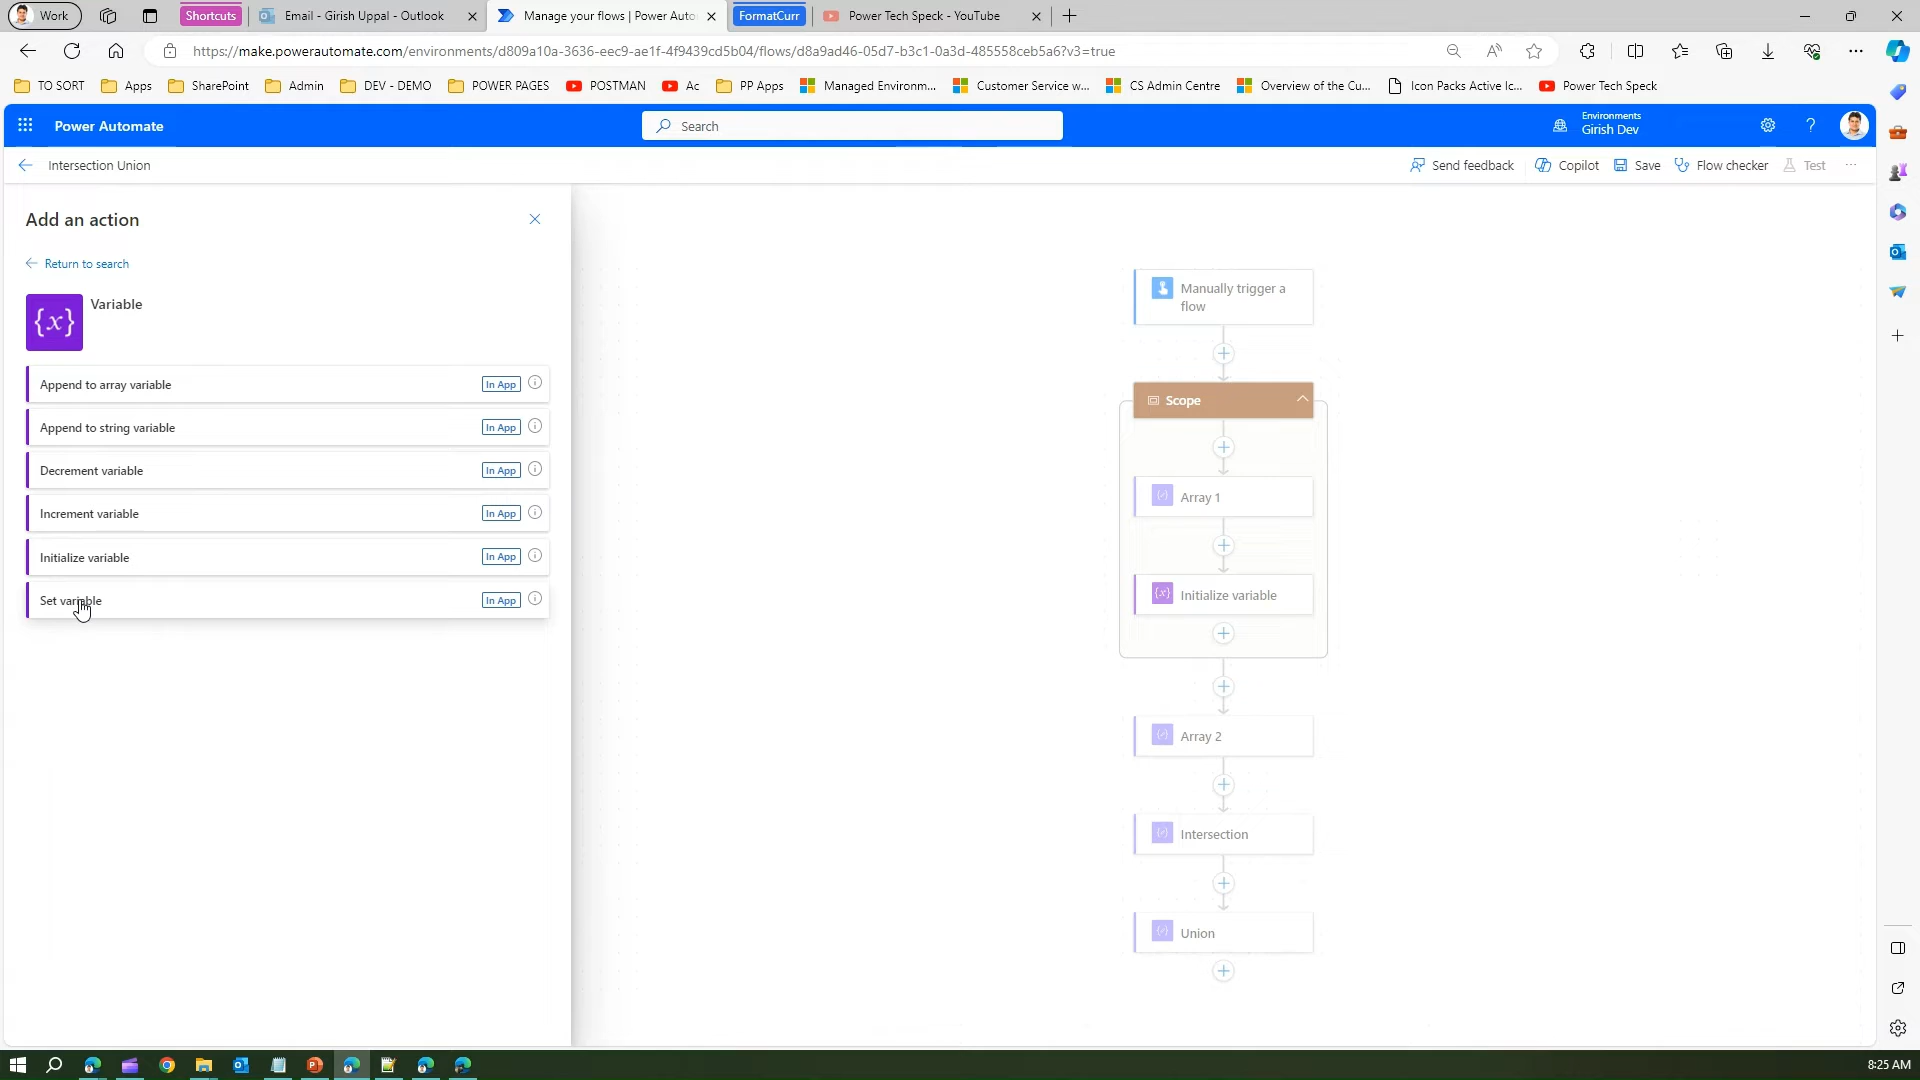 Work
Shortcuts
Email - Girish Uppal - Outlook
Manage your flows | Power Auto
FormatCurr
Power Tech Speck - YouTube
https://make.powerautomate.com/environments/d809a10a-3636-eec9-ae1f-4f9439cd5b04/flows/d8a9ad46-05d7-b3c1-0a3d-485558ceb5a6?v3=true
TO SORT
Apps
SharePoint
Admin
DEV - DEMO
POWER PAGES
POSTMAN
Ac
PP Apps
Managed Environm...
Customer Service w...
CS Admin Centre
Overview of the Cu...
Icon Packs Active Ic...
Power Tech Speck
Power Automate
Search
Environments
Girish Dev
Intersection Union
Send feedback
Copilot
Save
Flow checker
Test
Add an action
Return to search
{x}
Variable
Append to array variable
In App
Append to string variable
In App
Decrement variable
In App
Increment variable
In App
Initialize variable
In App
Set variable
In App
Manually trigger a
flow
Scope
Array 1
{x}
Initialize variable
Array 2
Intersection
Union
8:25 AM